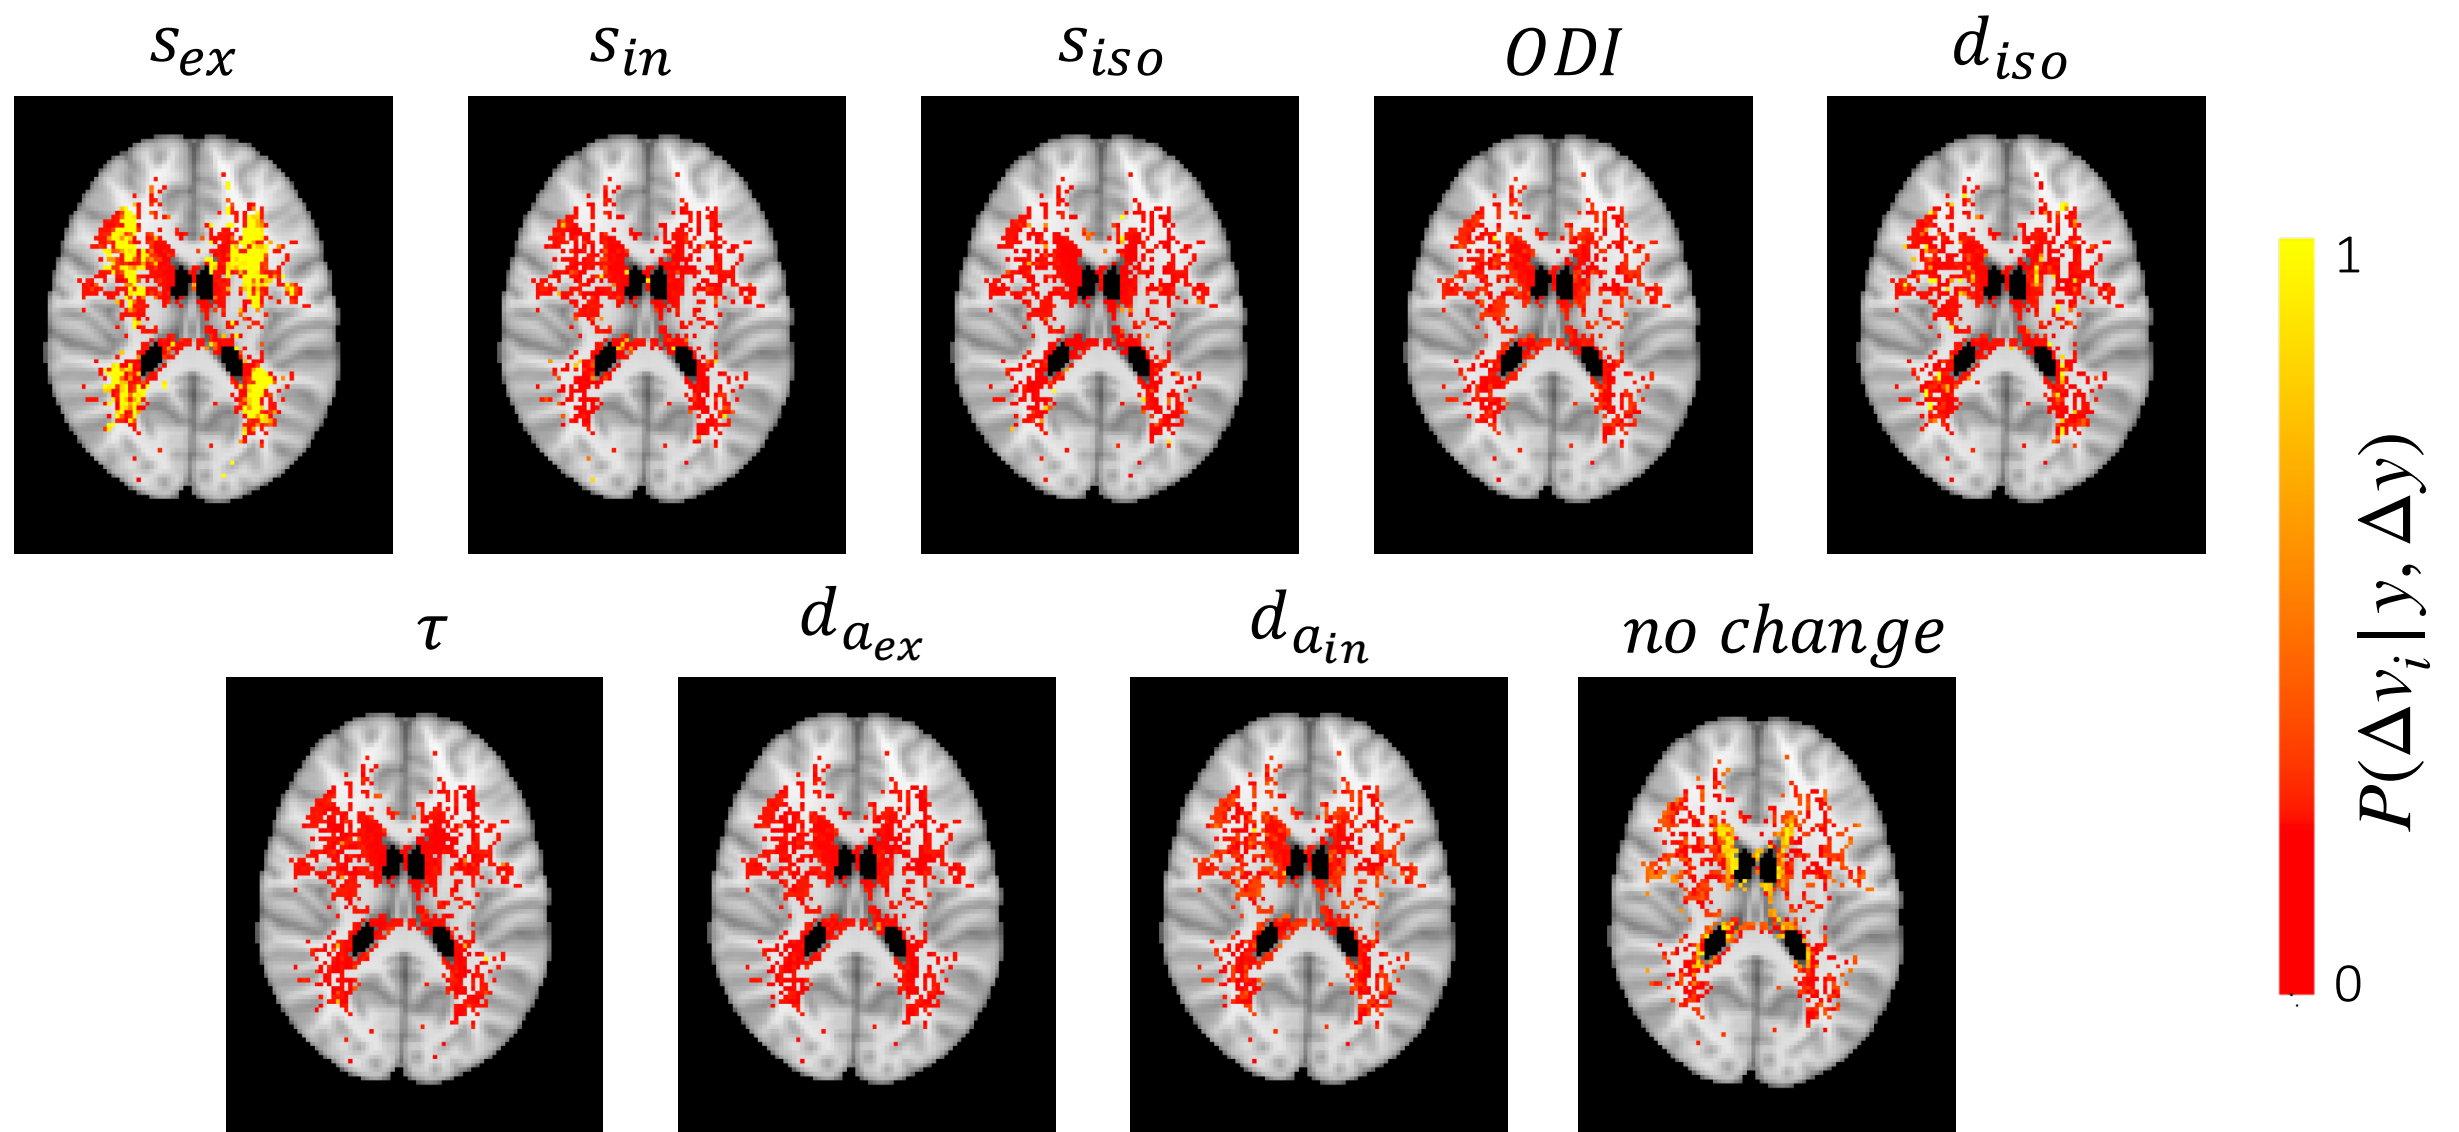 s_ex s_in s_iso ODI d_iso
1
P(Δv_i|y, Δy)
τ d_a_ex d_a_in no change
0